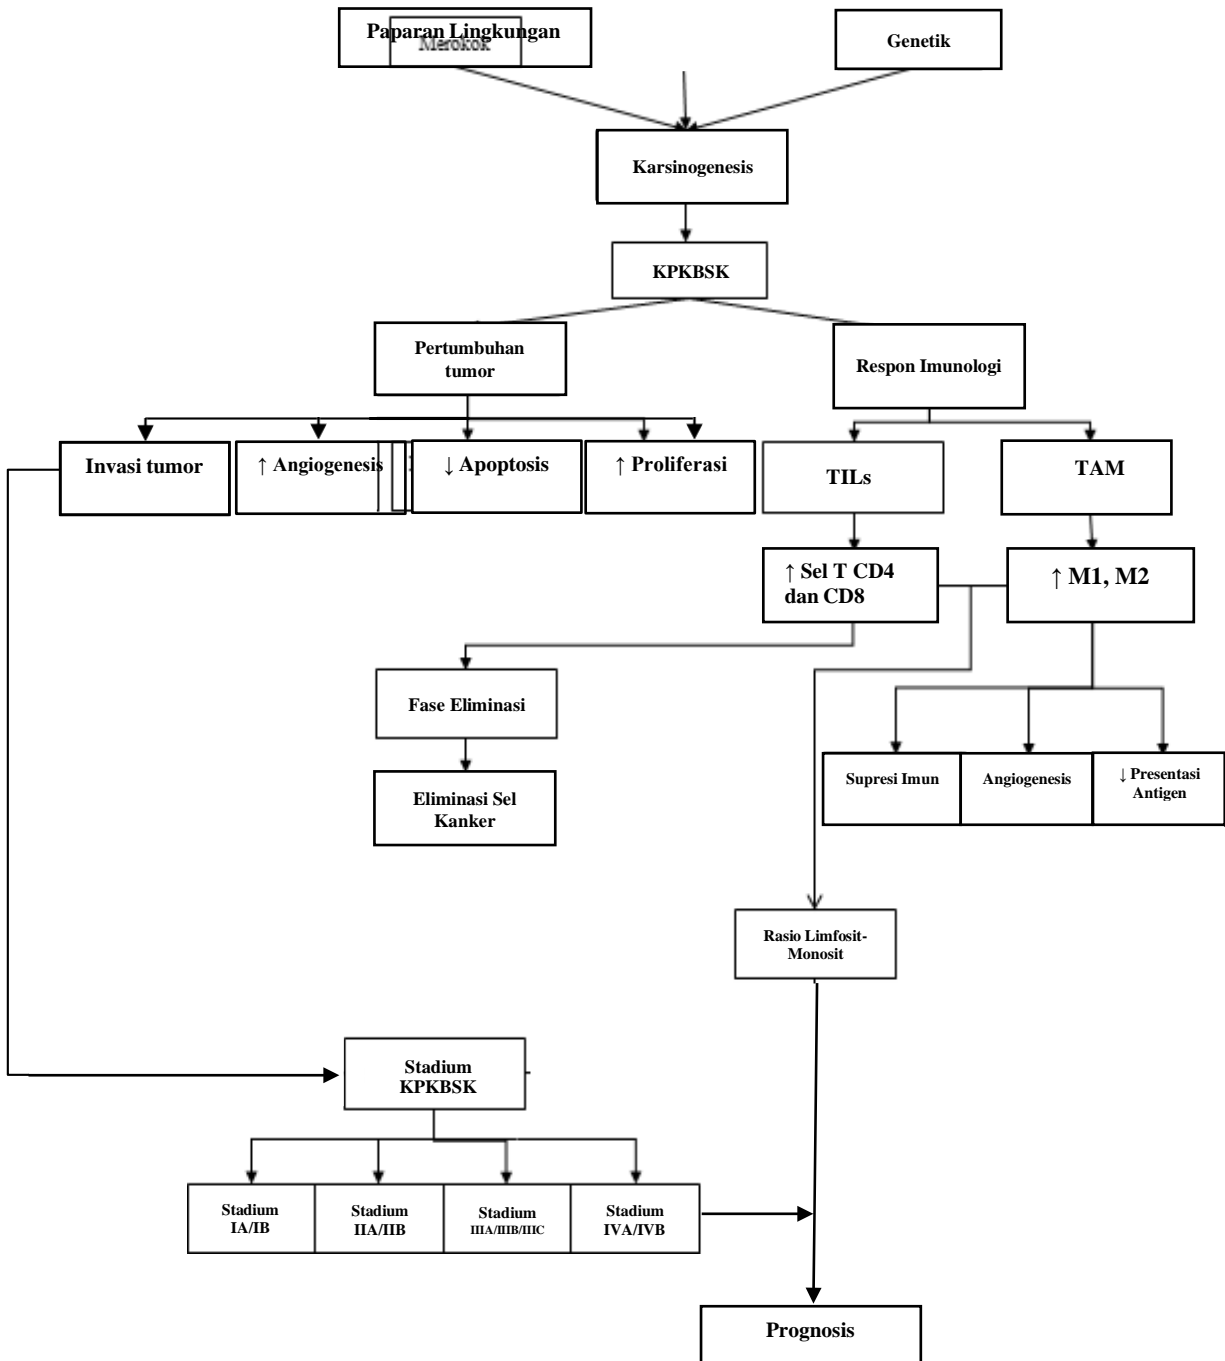 Paparan Lingkungan
Merokok
Genetik
Karsinogenesis
KPKBSK
Pertumbuhan
tumor
Respon Imunologi
Invasi tumor
↑ Angiogenesis
↓ Apoptosis
↑ Proliferasi
TILs
TAM
↑ Sel T CD4
dan CD8
↑ M1, M2
Fase Eliminasi
Supresi Imun
Angiogenesis
↓ Presentasi
Antigen
Eliminasi Sel
Kanker
Rasio Limfosit-
Monosit
Stadium
KPKBSK
Stadium
IA/IB
Stadium
IIA/IIB
Stadium
IIIA/IIIB/IIIC
Stadium
IVA/IVB
Prognosis